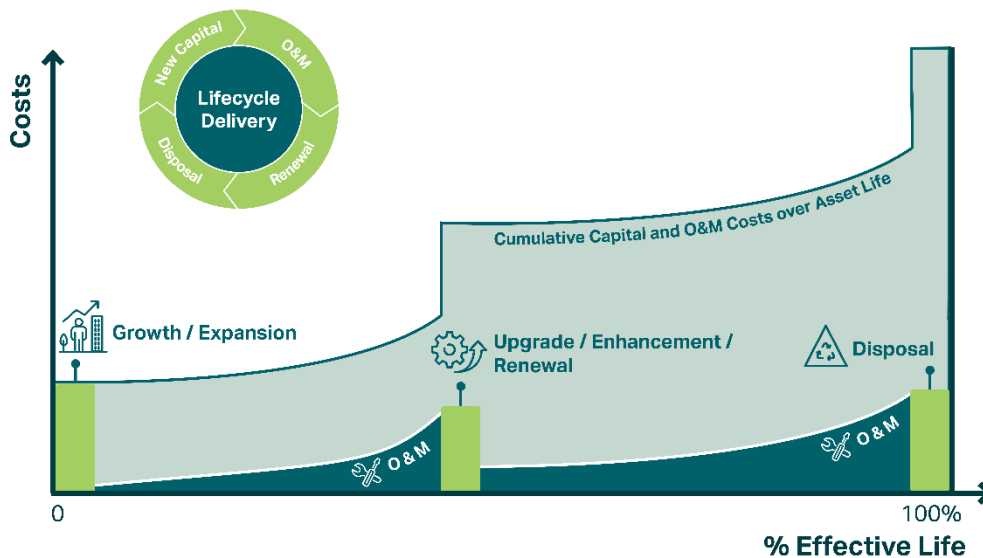 New Capital
O&M
Lifecycle
Delivery
Disposal
Renewal
Costs
Cumulative Capital and O&M Costs over Asset Life
Growth / Expansion
Upgrade / Enhancement /
Renewal
Disposal
O & M
O & M
0
100%
% Effective Life